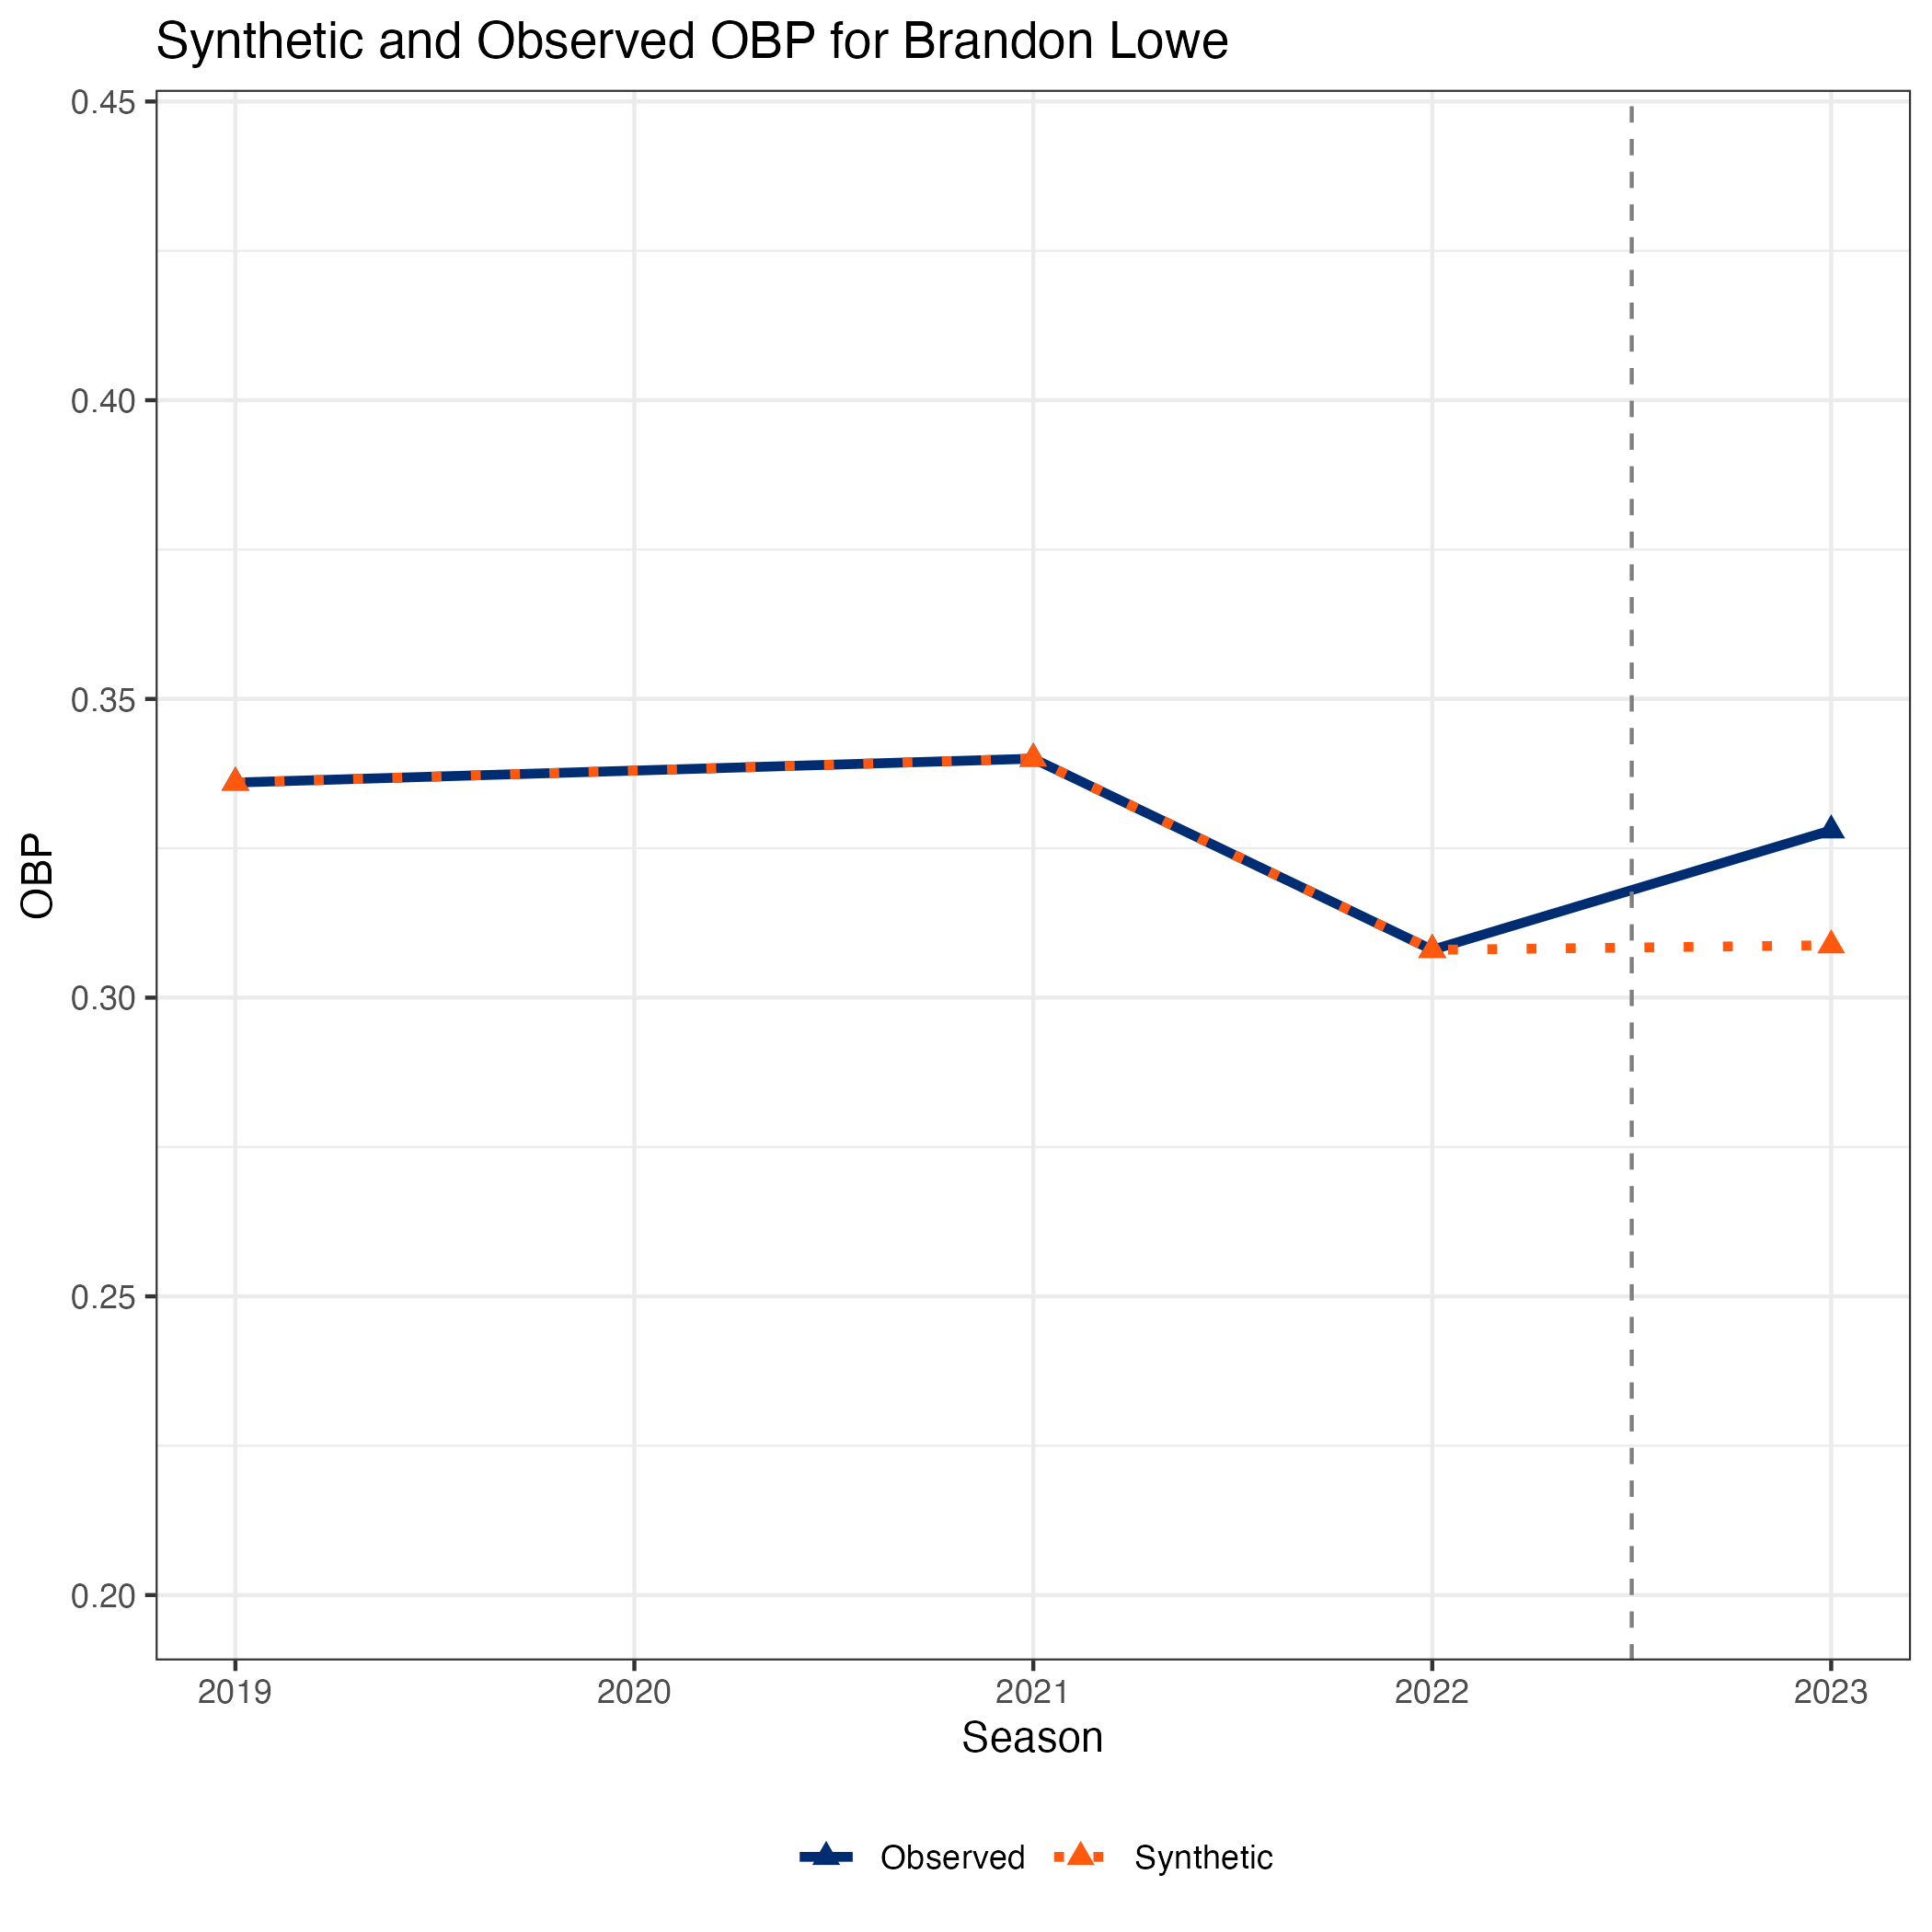 Synthetic and Observed OBP for Brandon Lowe
0.45
0.40
0.35
0.30
0.25
0.20
OBP
2019 2020 2021 2022 2023
Season
Observed Synthetic